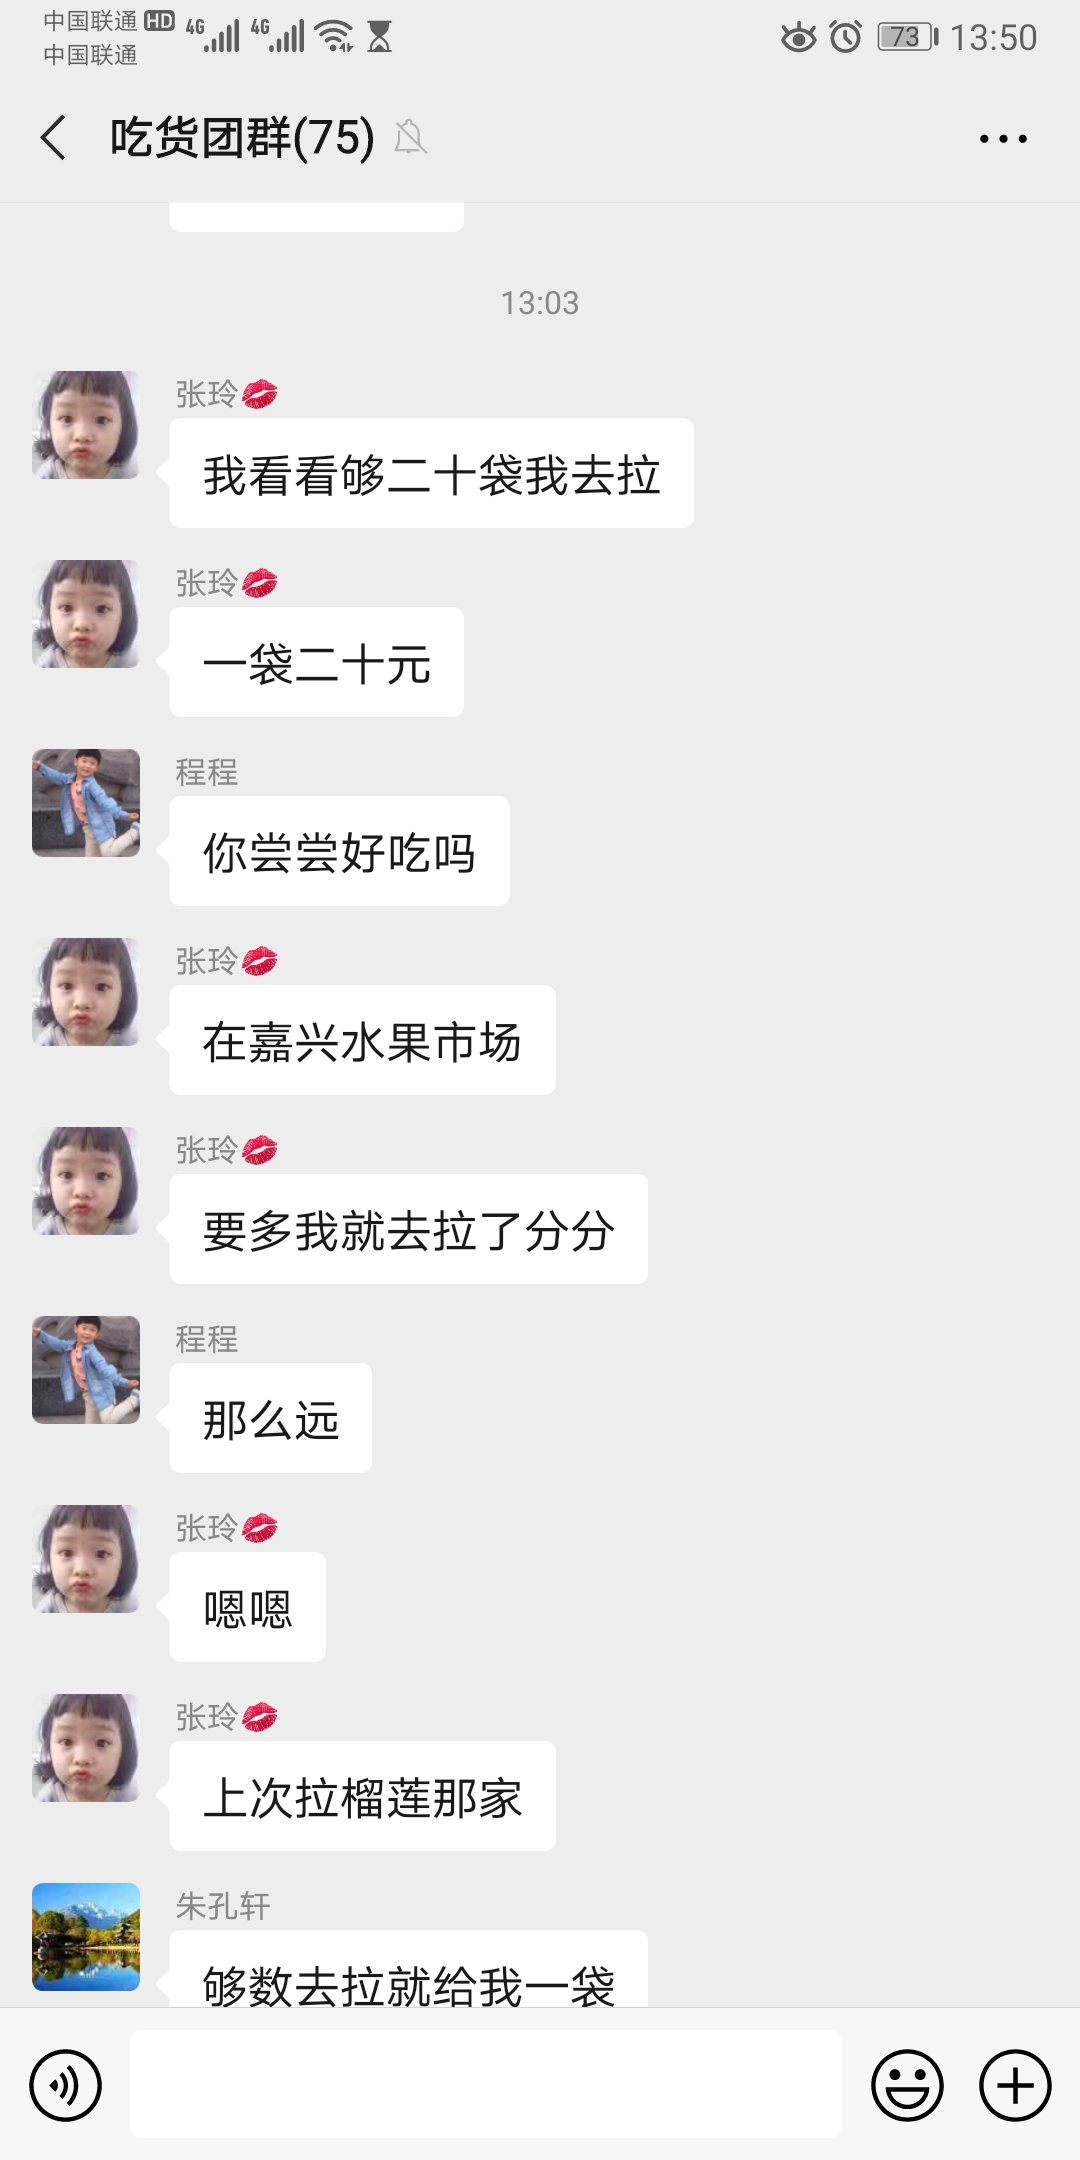 中国联通 HD 4G 4G 73 13:50
中国联通
吃货团群(75)
13:03
张玲💋
我看看够二十袋我去拉
张玲💋
一袋二十元
程程
你尝尝好吃吗
张玲💋
在嘉兴水果市场
张玲💋
要多我就去拉了分分
程程
那么远
张玲💋
嗯嗯
张玲💋
上次拉榴莲那家
朱孔轩
够数去拉就给我一袋